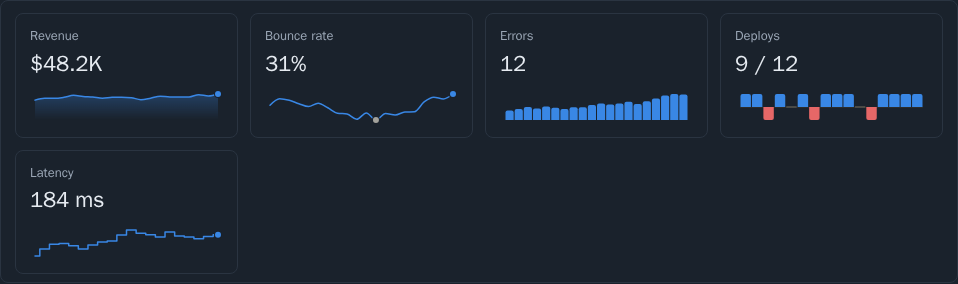 Revenue
$48.2K
Bounce rate
31%
Errors
12
Deploys
9 / 12
Latency
184 ms